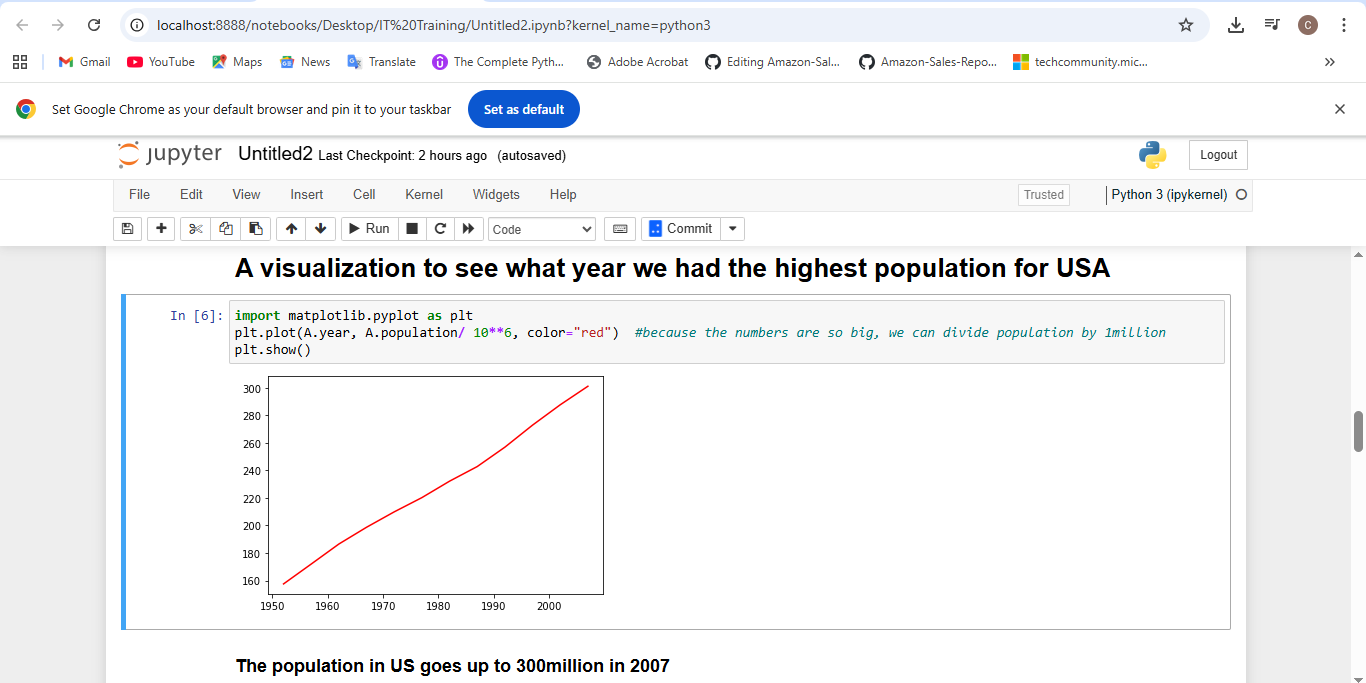 localhost:8888/notebooks/Desktop/IT%20Training/Untitled2.ipynb?kernel_name=python3
C
Gmail YouTube Maps News Translate The Complete Pyth... Adobe Acrobat Editing Amazon-Sal... Amazon-Sales-Repo... techcommunity.mic...
Set Google Chrome as your default browser and pin it to your taskbar Set as default
jupyter Untitled2 Last Checkpoint: 2 hours ago (autosaved) Logout
File Edit View Insert Cell Kernel Widgets Help Trusted Python 3 (ipykernel)
Run Code Commit
A visualization to see what year we had the highest population for USA
In [6]: import matplotlib.pyplot as plt
plt.plot(A.year, A.population/ 10**6, color="red") #because the numbers are so big, we can divide population by 1million
plt.show()
300
280
260
240
220
200
180
160
1950 1960 1970 1980 1990 2000
The population in US goes up to 300million in 2007